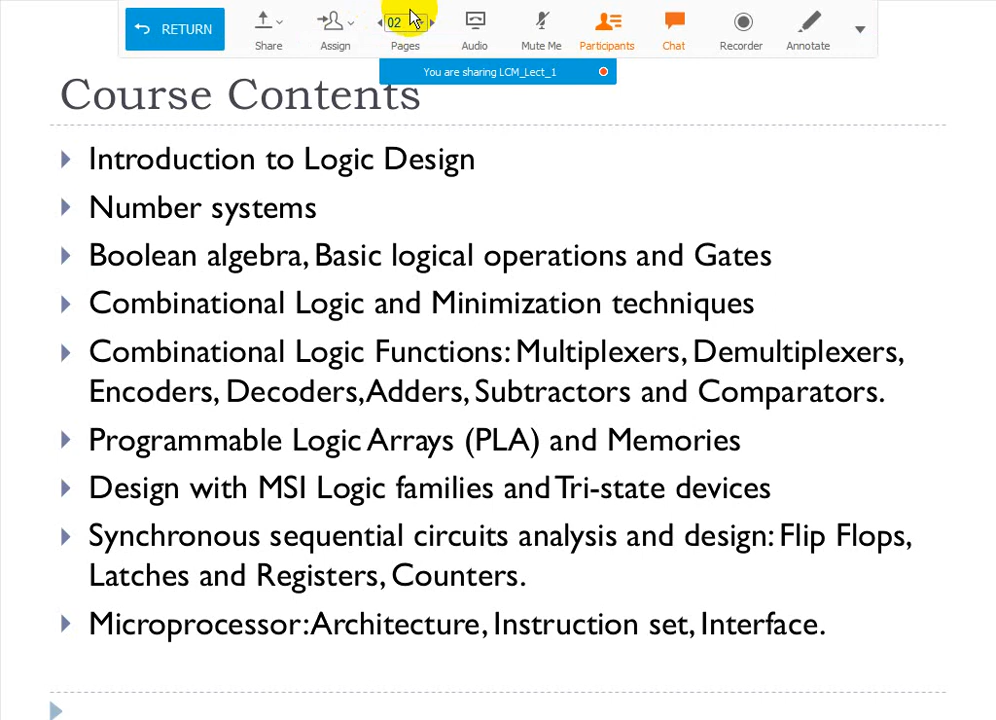 RETURN
Share
Assign
02
Pages
Audio
Mute Me
Participants
Chat
Recorder
Annotate
You are sharing LCM_Lect_1
Course Contents
Introduction to Logic Design
Number systems
Boolean algebra, Basic logical operations and Gates
Combinational Logic and Minimization techniques
Combinational Logic Functions: Multiplexers, Demultiplexers,
Encoders, Decoders, Adders, Subtractors and Comparators.
Programmable Logic Arrays (PLA) and Memories
Design with MSI Logic families and Tri-state devices
Synchronous sequential circuits analysis and design: Flip Flops,
Latches and Registers, Counters.
Microprocessor: Architecture, Instruction set, Interface.